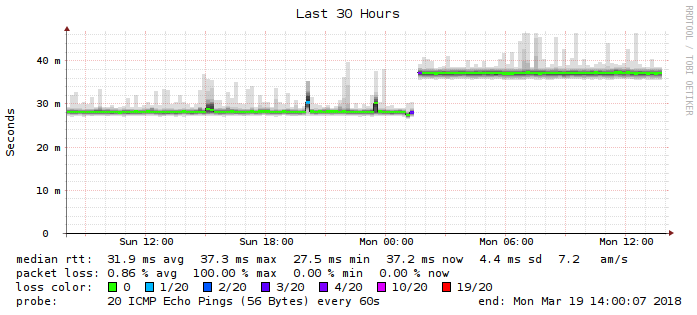 Last 30 Hours
RRDTOOL / TOBI OETIKER
Seconds
40 m
30 m
20 m
10 m
0
Sun 12:00 Sun 18:00 Mon 00:00 Mon 06:00 Mon 12:00
median rtt: 31.9 ms avg 37.3 ms max 27.5 ms min 37.2 ms now 4.4 ms sd 7.2 am/s
packet loss: 0.86 % avg 100.00 % max 0.00 % min 0.00 % now
loss color: 0 1/20 2/20 3/20 4/20 10/20 19/20
probe: 20 ICMP Echo Pings (56 Bytes) every 60s end: Mon Mar 19 14:00:07 2018